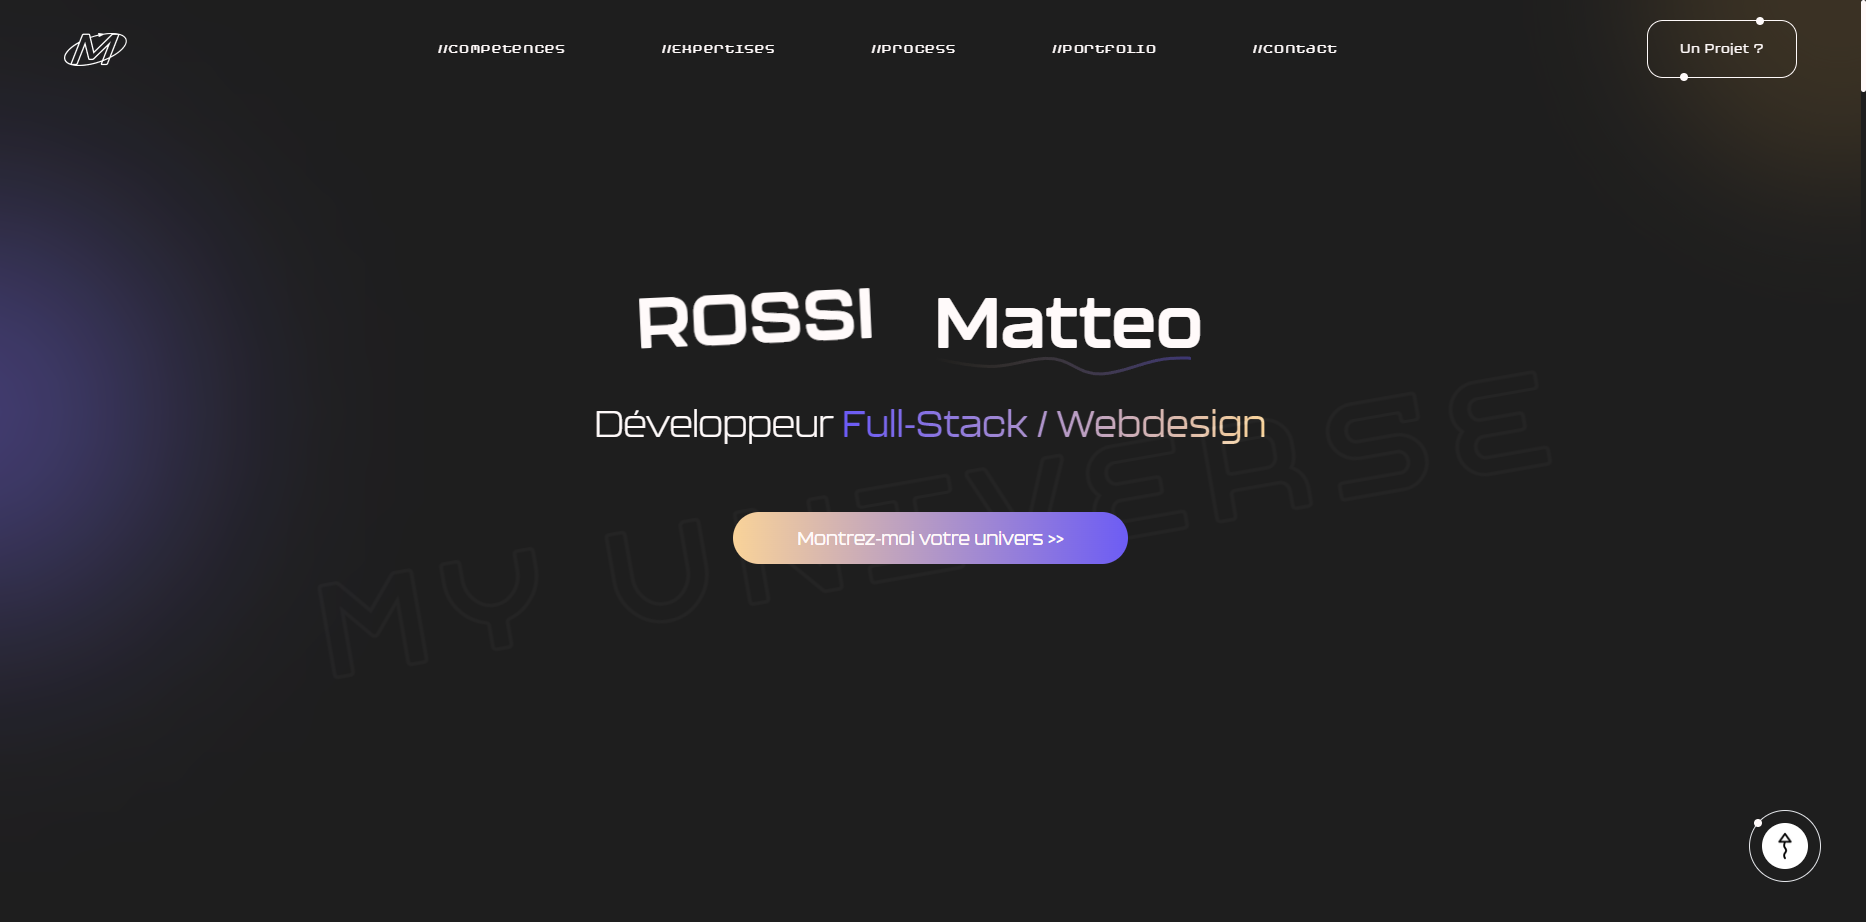 //Competences
//Expertises
//Process
//Portfolio
//Contact
Un Projet ?
ROSSI Matteo
Développeur Full-Stack / Webdesign
MY UNIVERSE
Montrez-moi votre univers >>